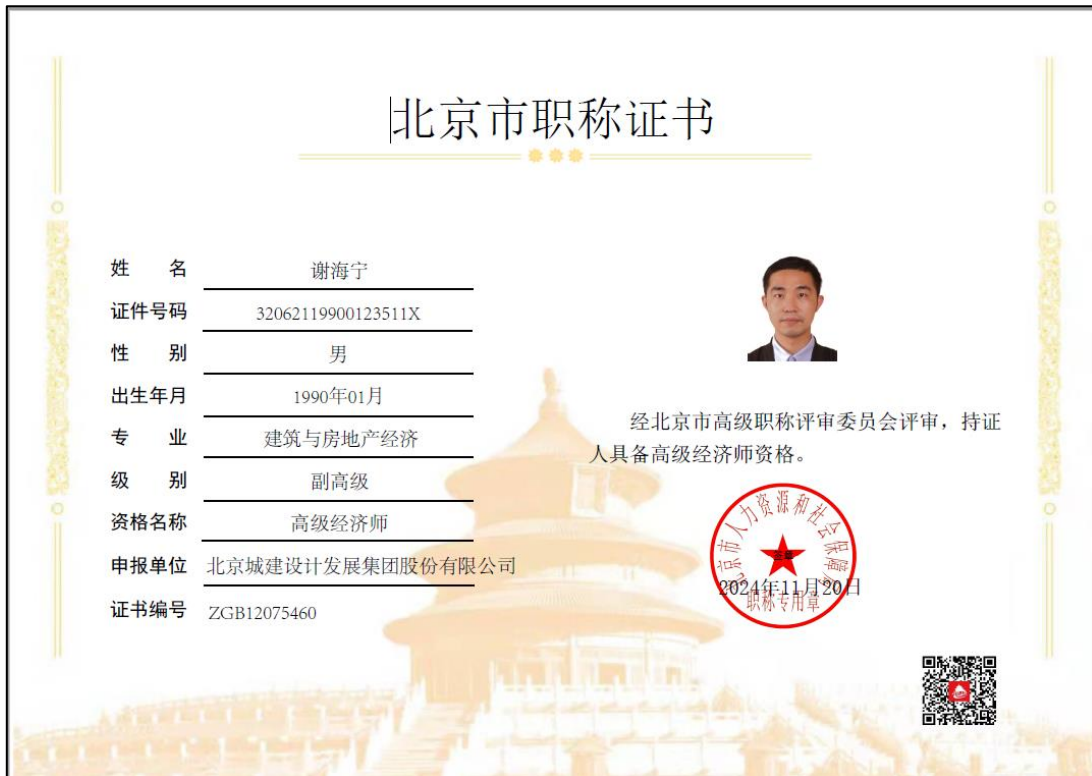 北京市职称证书
姓 名 谢海宁
证件号码 32062119900123511X
性 别 男
出生年月 1990年01月
专 业 建筑与房地产经济
级 别 副高级
资格名称 高级经济师
申报单位 北京城建设计发展集团股份有限公司
证书编号 ZGB12075460
经北京市高级职称评审委员会评审，持证
人具备高级经济师资格。
北京市人力资源和社会保障局
2024年11月20日
职称专用章